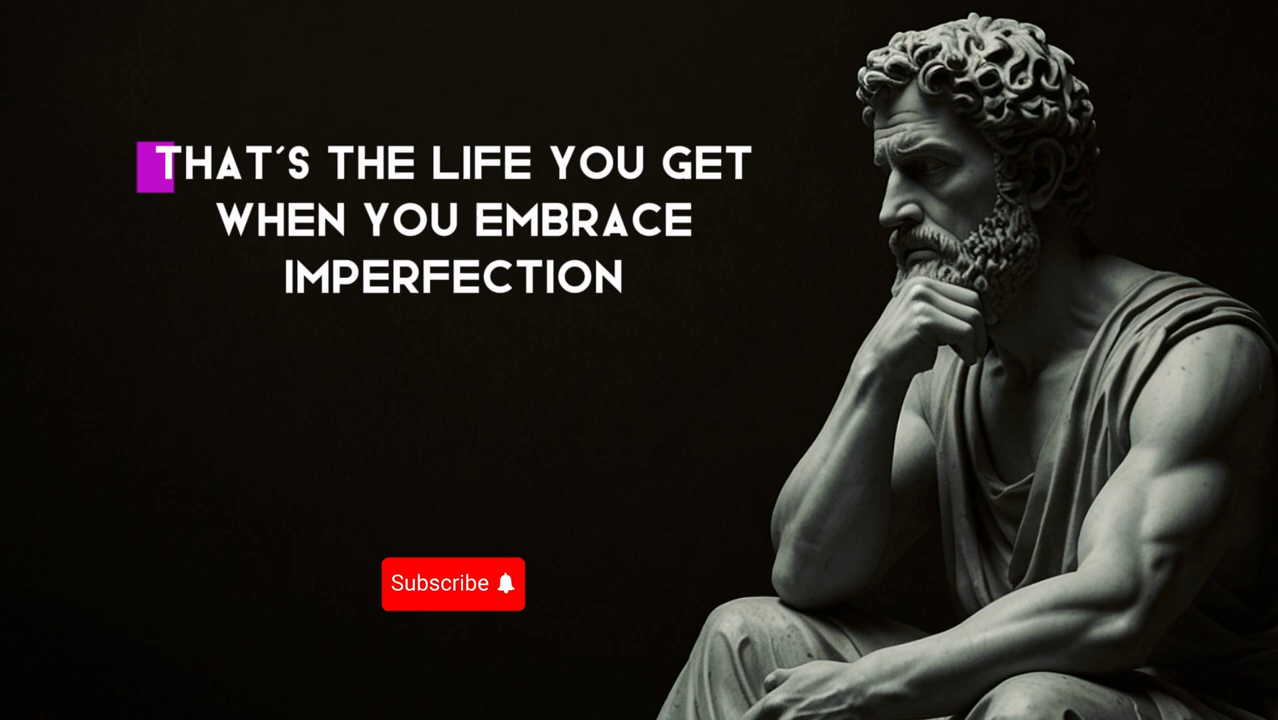 THAT'S THE LIFE YOU GET
WHEN YOU EMBRACE
IMPERFECTION
Subscribe